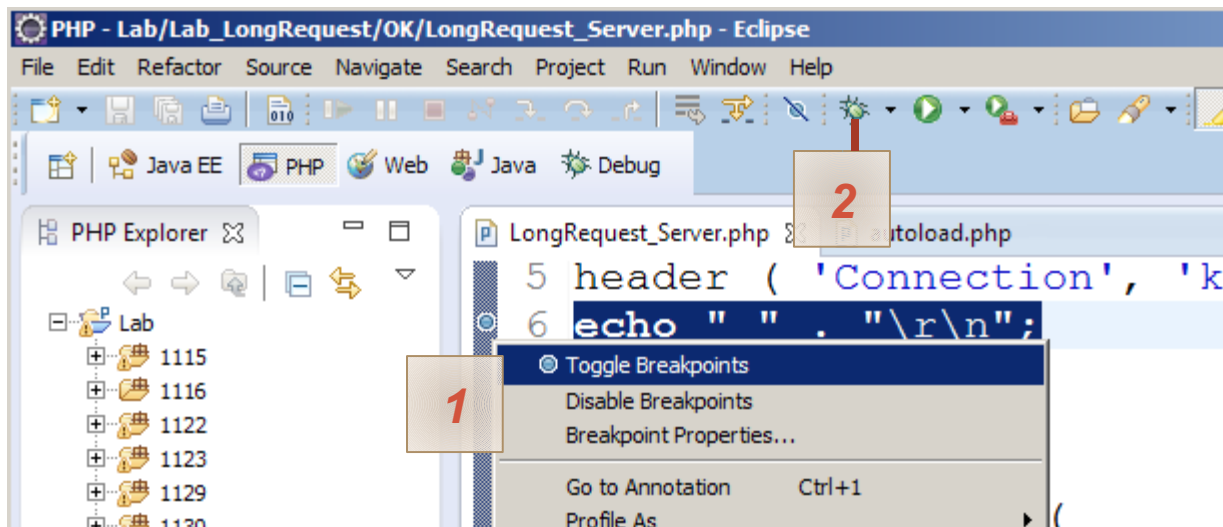 PHP - Lab/Lab_LongRequest/OK/LongRequest_Server.php - Eclipse
File Edit Refactor Source Navigate Search Project Run Window Help
010
Java EE PHP Web Java Debug
2
PHP Explorer LongRequest_Server.php autoload.php
5 header ( 'Connection', 'k
Lab
6 echo " " . "\r\n";
1115
Toggle Breakpoints
1116
1
Disable Breakpoints
1122
Breakpoint Properties...
1123
1129
Go to Annotation Ctrl+1
1130
Profile As (